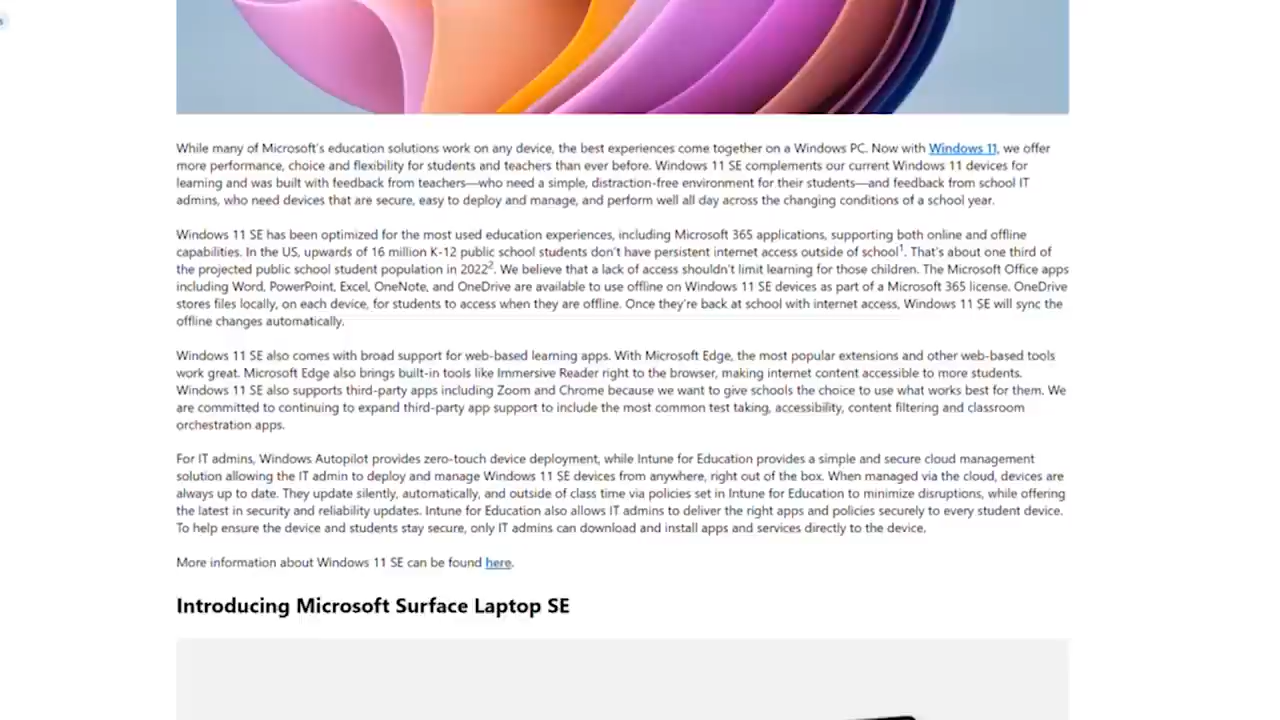 While many of Microsoft's education solutions work on any device, the best experiences come together on a Windows PC. Now with Windows 11, we offer
more performance, choice and flexibility for students and teachers than ever before. Windows 11 SE complements our current Windows 11 devices for
learning and was built with feedback from teachers—who need a simple, distraction-free environment for their students—and feedback from school IT
admins, who need devices that are secure, easy to deploy and manage, and perform well all day across the changing conditions of a school year.
Windows 11 SE has been optimized for the most used education experiences, including Microsoft 365 applications, supporting both online and offline
capabilities. In the US, upwards of 16 million K-12 public school students don't have persistent internet access outside of school1. That's about one third of
the projected public school student population in 20222. We believe that a lack of access shouldn't limit learning for those children. The Microsoft Office apps
including Word, PowerPoint, Excel, OneNote, and OneDrive are available to use offline on Windows 11 SE devices as part of a Microsoft 365 license. OneDrive
stores files locally, on each device, for students to access when they are offline. Once they're back at school with internet access, Windows 11 SE will sync the
offline changes automatically.
Windows 11 SE also comes with broad support for web-based learning apps. With Microsoft Edge, the most popular extensions and other web-based tools
work great. Microsoft Edge also brings built-in tools like Immersive Reader right to the browser, making internet content accessible to more students.
Windows 11 SE also supports third-party apps including Zoom and Chrome because we want to give schools the choice to use what works best for them. We
are committed to continuing to expand third-party app support to include the most common test taking, accessibility, content filtering and classroom
orchestration apps.
For IT admins, Windows Autopilot provides zero-touch device deployment, while Intune for Education provides a simple and secure cloud management
solution allowing the IT admin to deploy and manage Windows 11 SE devices from anywhere, right out of the box. When managed via the cloud, devices are
always up to date. They update silently, automatically, and outside of class time via policies set in Intune for Education to minimize disruptions, while offering
the latest in security and reliability updates. Intune for Education also allows IT admins to deliver the right apps and policies securely to every student device.
To help ensure the device and students stay secure, only IT admins can download and install apps and services directly to the device.
More information about Windows 11 SE can be found here.
Introducing Microsoft Surface Laptop SE